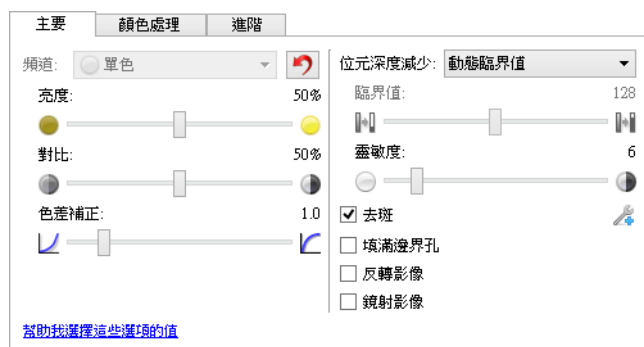 主要 顏色處理 進階
頻道: 單色
亮度: 50%
對比: 50%
色差補正: 1.0
幫助我選擇這些選項的值
位元深度減少: 動態臨界值
臨界值: 128
靈敏度: 6
去斑
填滿邊界孔
反轉影像
鏡射影像